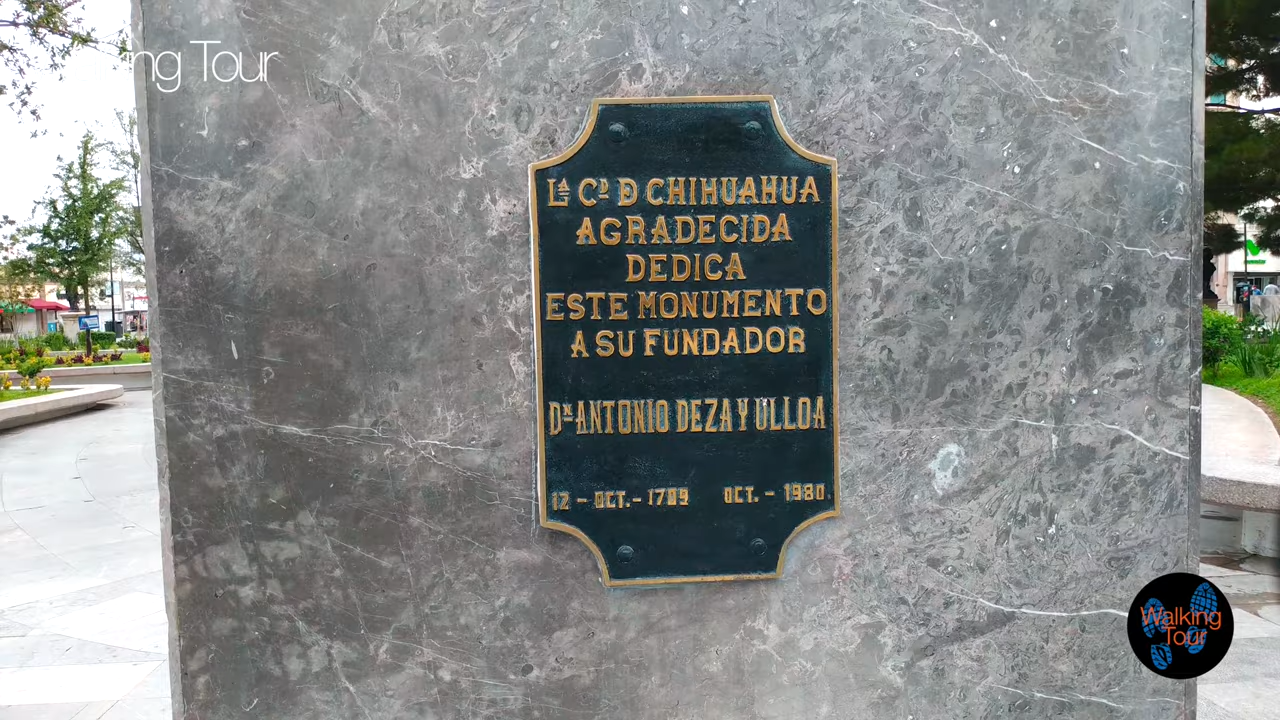 Walking Tour
Lª Cᵈ D CHIHUAHUA
AGRADECIDA
DEDICA
ESTE MONUMENTO
A SU FUNDADOR
Dᴺ ANTONIO DEZA Y ULLOA
12 - OCT. - 1709 OCT. - 1980.
Walking
Tour